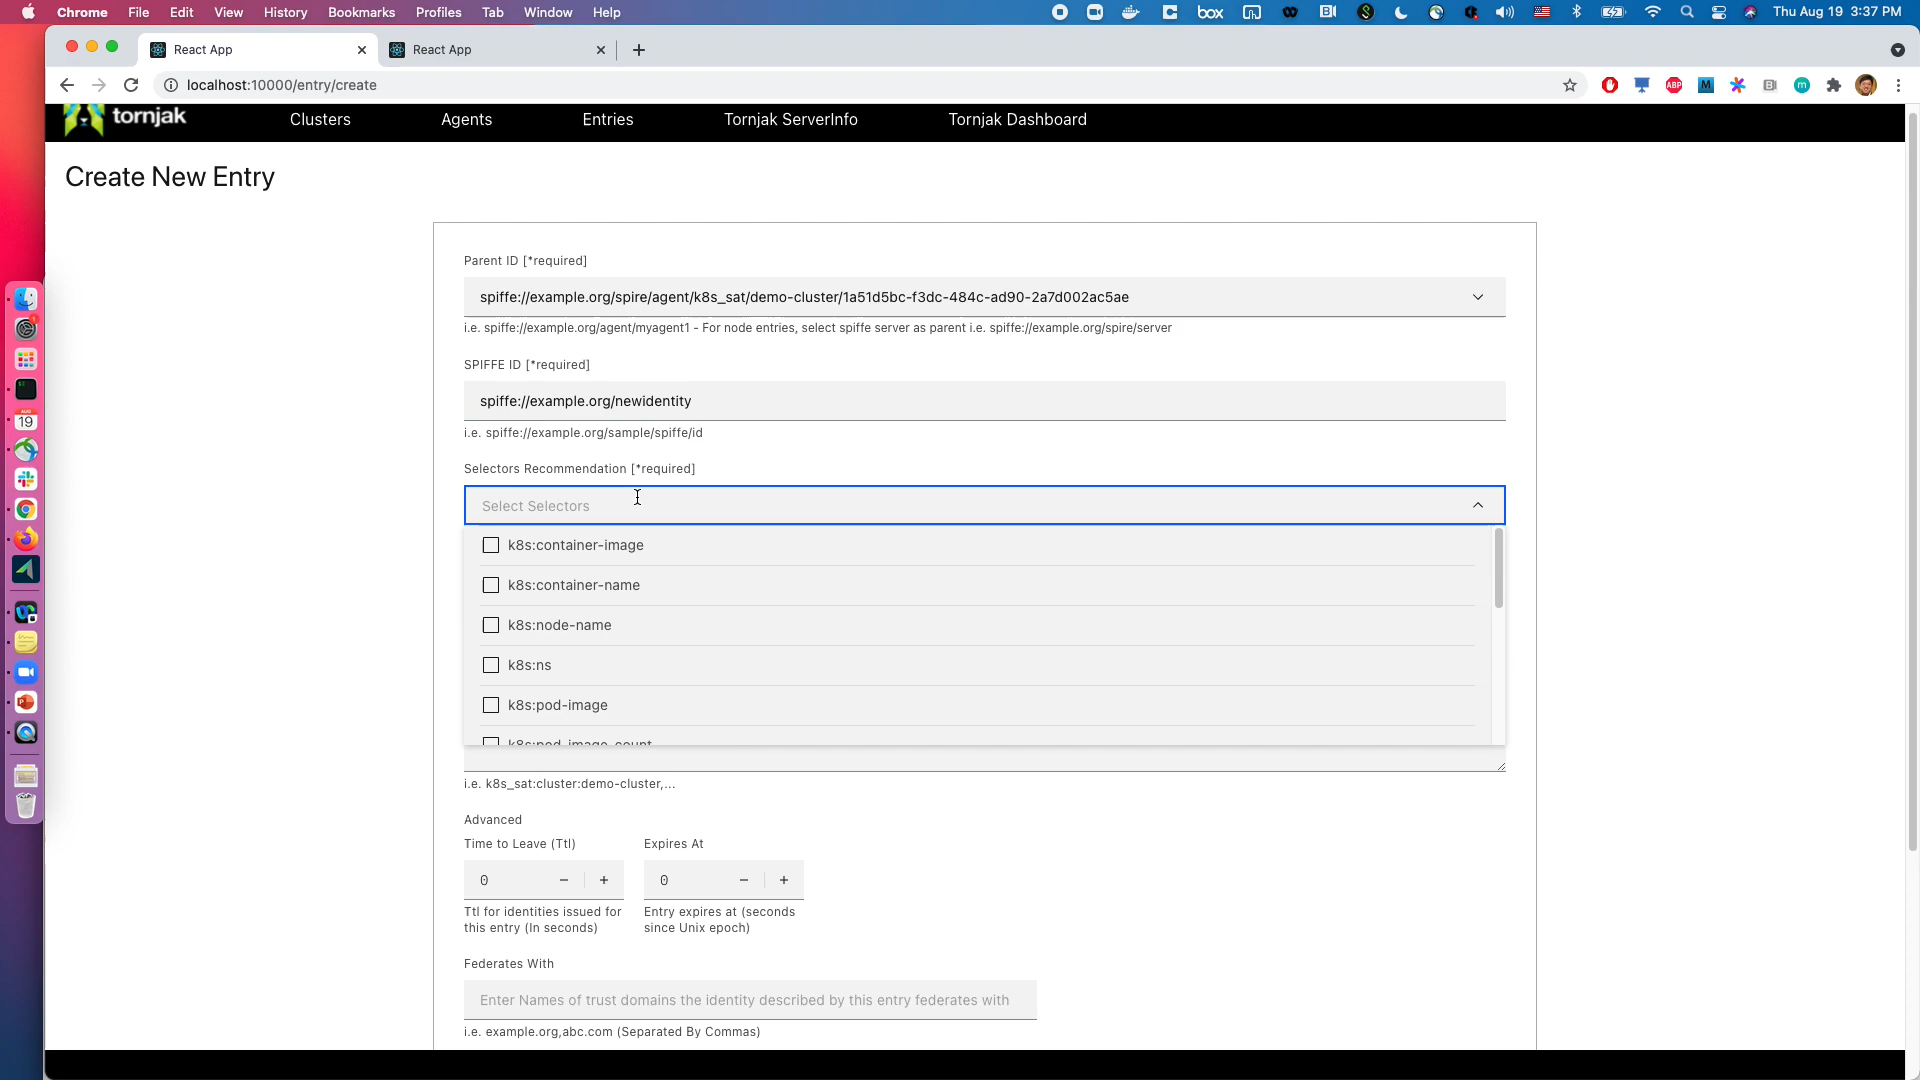 Chrome File Edit View History Bookmarks Profiles Tab Window Help
box
Thu Aug 19 3:37 PM
React App
React App
localhost:10000/entry/create
ABP
M
tornjak
Clusters
Agents
Entries
Tornjak ServerInfo
Tornjak Dashboard
Create New Entry
Parent ID [*required]
spiffe://example.org/spire/agent/k8s_sat/demo-cluster/1a51d5bc-f3dc-484c-ad90-2a7d002ac5ae
i.e. spiffe://example.org/agent/myagent1 - For node entries, select spiffe server as parent i.e. spiffe://example.org/spire/server
SPIFFE ID [*required]
spiffe://example.org/newidentity
i.e. spiffe://example.org/sample/spiffe/id
Selectors Recommendation [*required]
Select Selectors
k8s:container-image
k8s:container-name
k8s:node-name
k8s:ns
k8s:pod-image
k8s:pod-image-count
i.e. k8s_sat:cluster:demo-cluster,...
Advanced
Time to Leave (Ttl)
Expires At
0 − +
0 − +
Ttl for identities issued for
this entry (In seconds)
Entry expires at (seconds
since Unix epoch)
Federates With
Enter Names of trust domains the identity described by this entry federates with
i.e. example.org,abc.com (Separated By Commas)
19